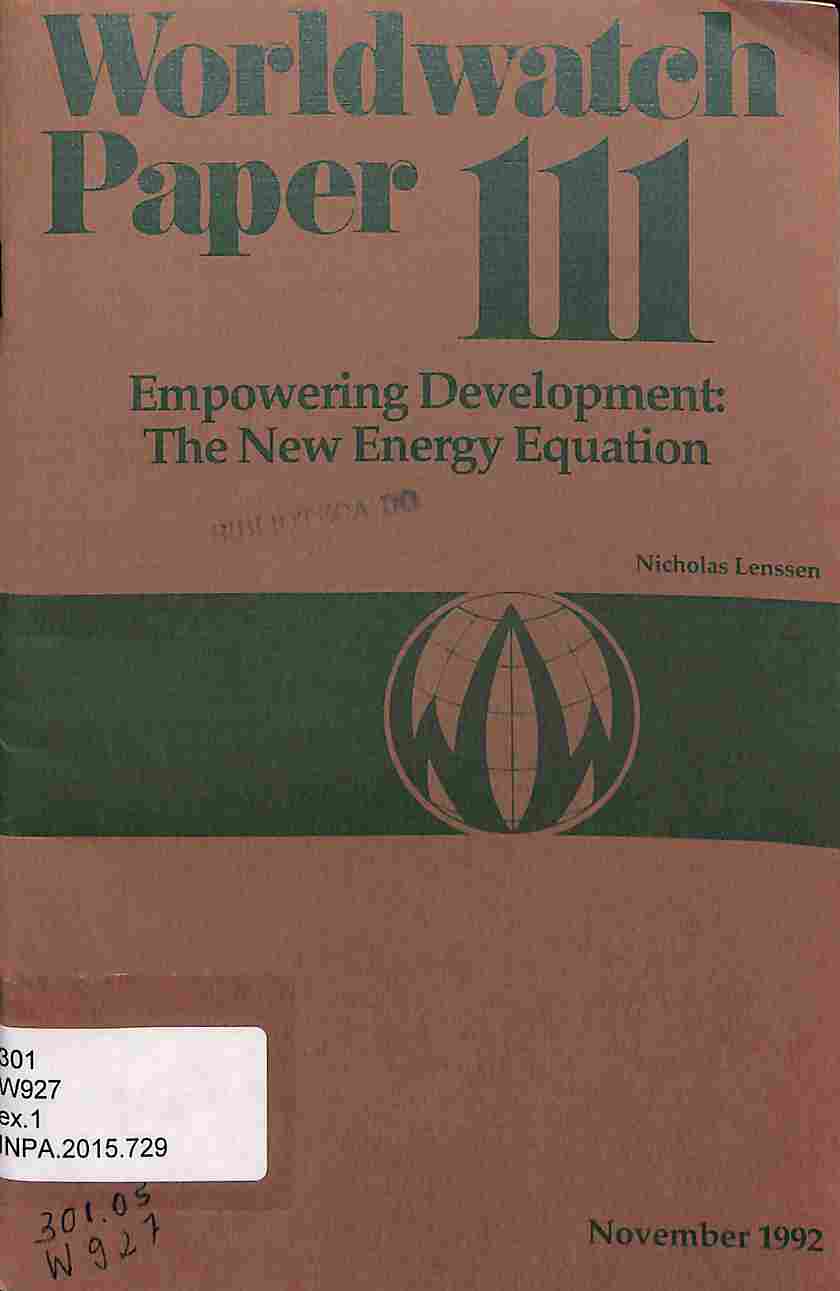 Worldwatch
Paper 111
Empowering Development:
The New Energy Equation
Nicholas Lenssen
301
W927
ex.1
INPA.2015.729
301.05
W927
November 1992